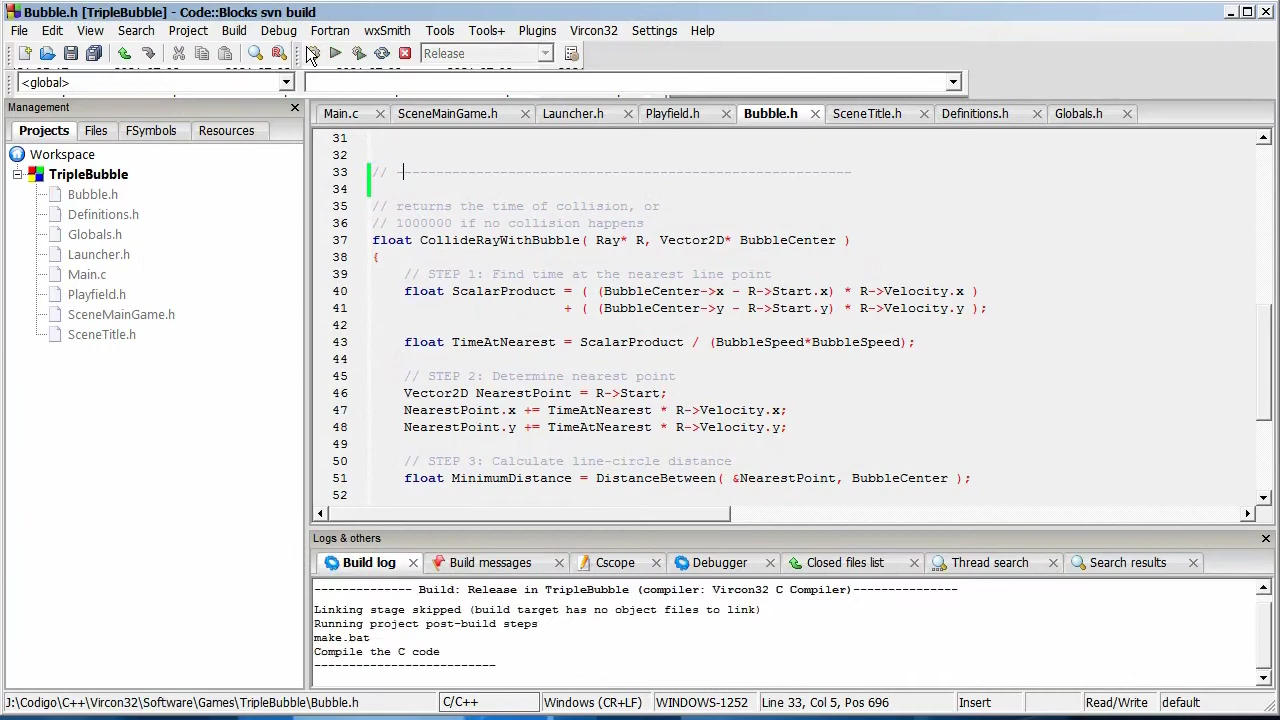 Bubble.h [TripleBubble] - Code::Blocks svn build
File Edit View Search Project Build Debug Fortran wxSmith Tools Tools+ Plugins Vircon32 Settings Help
Release
<global>
Management
Projects Files FSymbols Resources
Workspace
TripleBubble
Bubble.h
Definitions.h
Globals.h
Launcher.h
Main.c
Playfield.h
SceneMainGame.h
SceneTitle.h
Main.c SceneMainGame.h Launcher.h Playfield.h Bubble.h SceneTitle.h Definitions.h Globals.h
31
32
33 // ---------------------------------------------------------
34
35 // returns the time of collision, or
36 // 1000000 if no collision happens
37 float CollideRayWithBubble( Ray* R, Vector2D* BubbleCenter )
38 {
39 // STEP 1: Find time at the nearest line point
40 float ScalarProduct = ( (BubbleCenter->x - R->Start.x) * R->Velocity.x )
41 + ( (BubbleCenter->y - R->Start.y) * R->Velocity.y );
42
43 float TimeAtNearest = ScalarProduct / (BubbleSpeed*BubbleSpeed);
44
45 // STEP 2: Determine nearest point
46 Vector2D NearestPoint = R->Start;
47 NearestPoint.x += TimeAtNearest * R->Velocity.x;
48 NearestPoint.y += TimeAtNearest * R->Velocity.y;
49
50 // STEP 3: Calculate line-circle distance
51 float MinimumDistance = DistanceBetween( &NearestPoint, BubbleCenter );
52
Logs & others
Build log Build messages Cscope Debugger Closed files list Thread search Search results
-------------- Build: Release in TripleBubble (compiler: Vircon32 C Compiler)---------------
Linking stage skipped (build target has no object files to link)
Running project post-build steps
make.bat
Compile the C code
--------------------------
J:\Codigo\C++\Vircon32\Software\Games\TripleBubble\Bubble.h C/C++ Windows (CR+LF) WINDOWS-1252 Line 33, Col 5, Pos 696 Insert Read/Write default